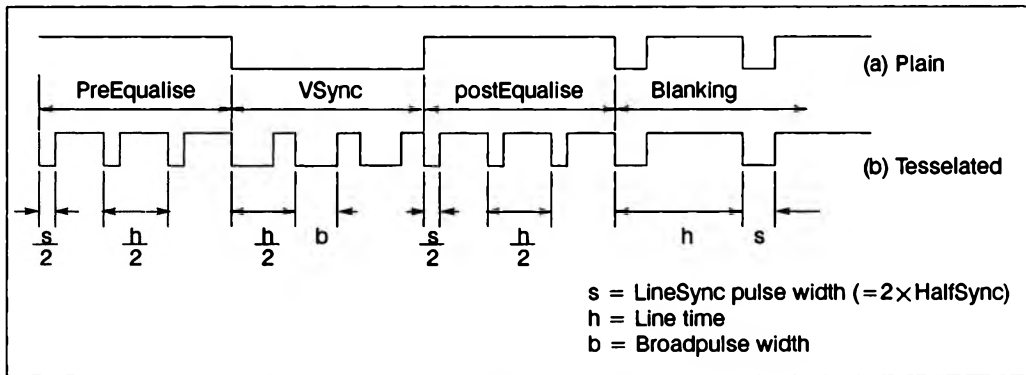 (a) Plain
PreEqualise VSync postEqualise Blanking
(b) Tesselated
s/2 h/2 h/2 b s/2 h/2 h s
s = LineSync pulse width (=2×HalfSync)
h = Line time
b = Broadpulse width